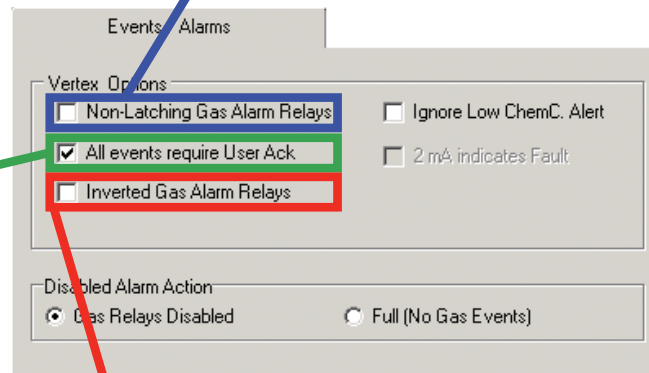 Events / Alarms
Vertex Options
Non-Latching Gas Alarm Relays
Ignore Low ChemC. Alert
All events require User Ack
2 mA indicates Fault
Inverted Gas Alarm Relays
Disabled Alarm Action
Gas Relays Disabled
Full (No Gas Events)